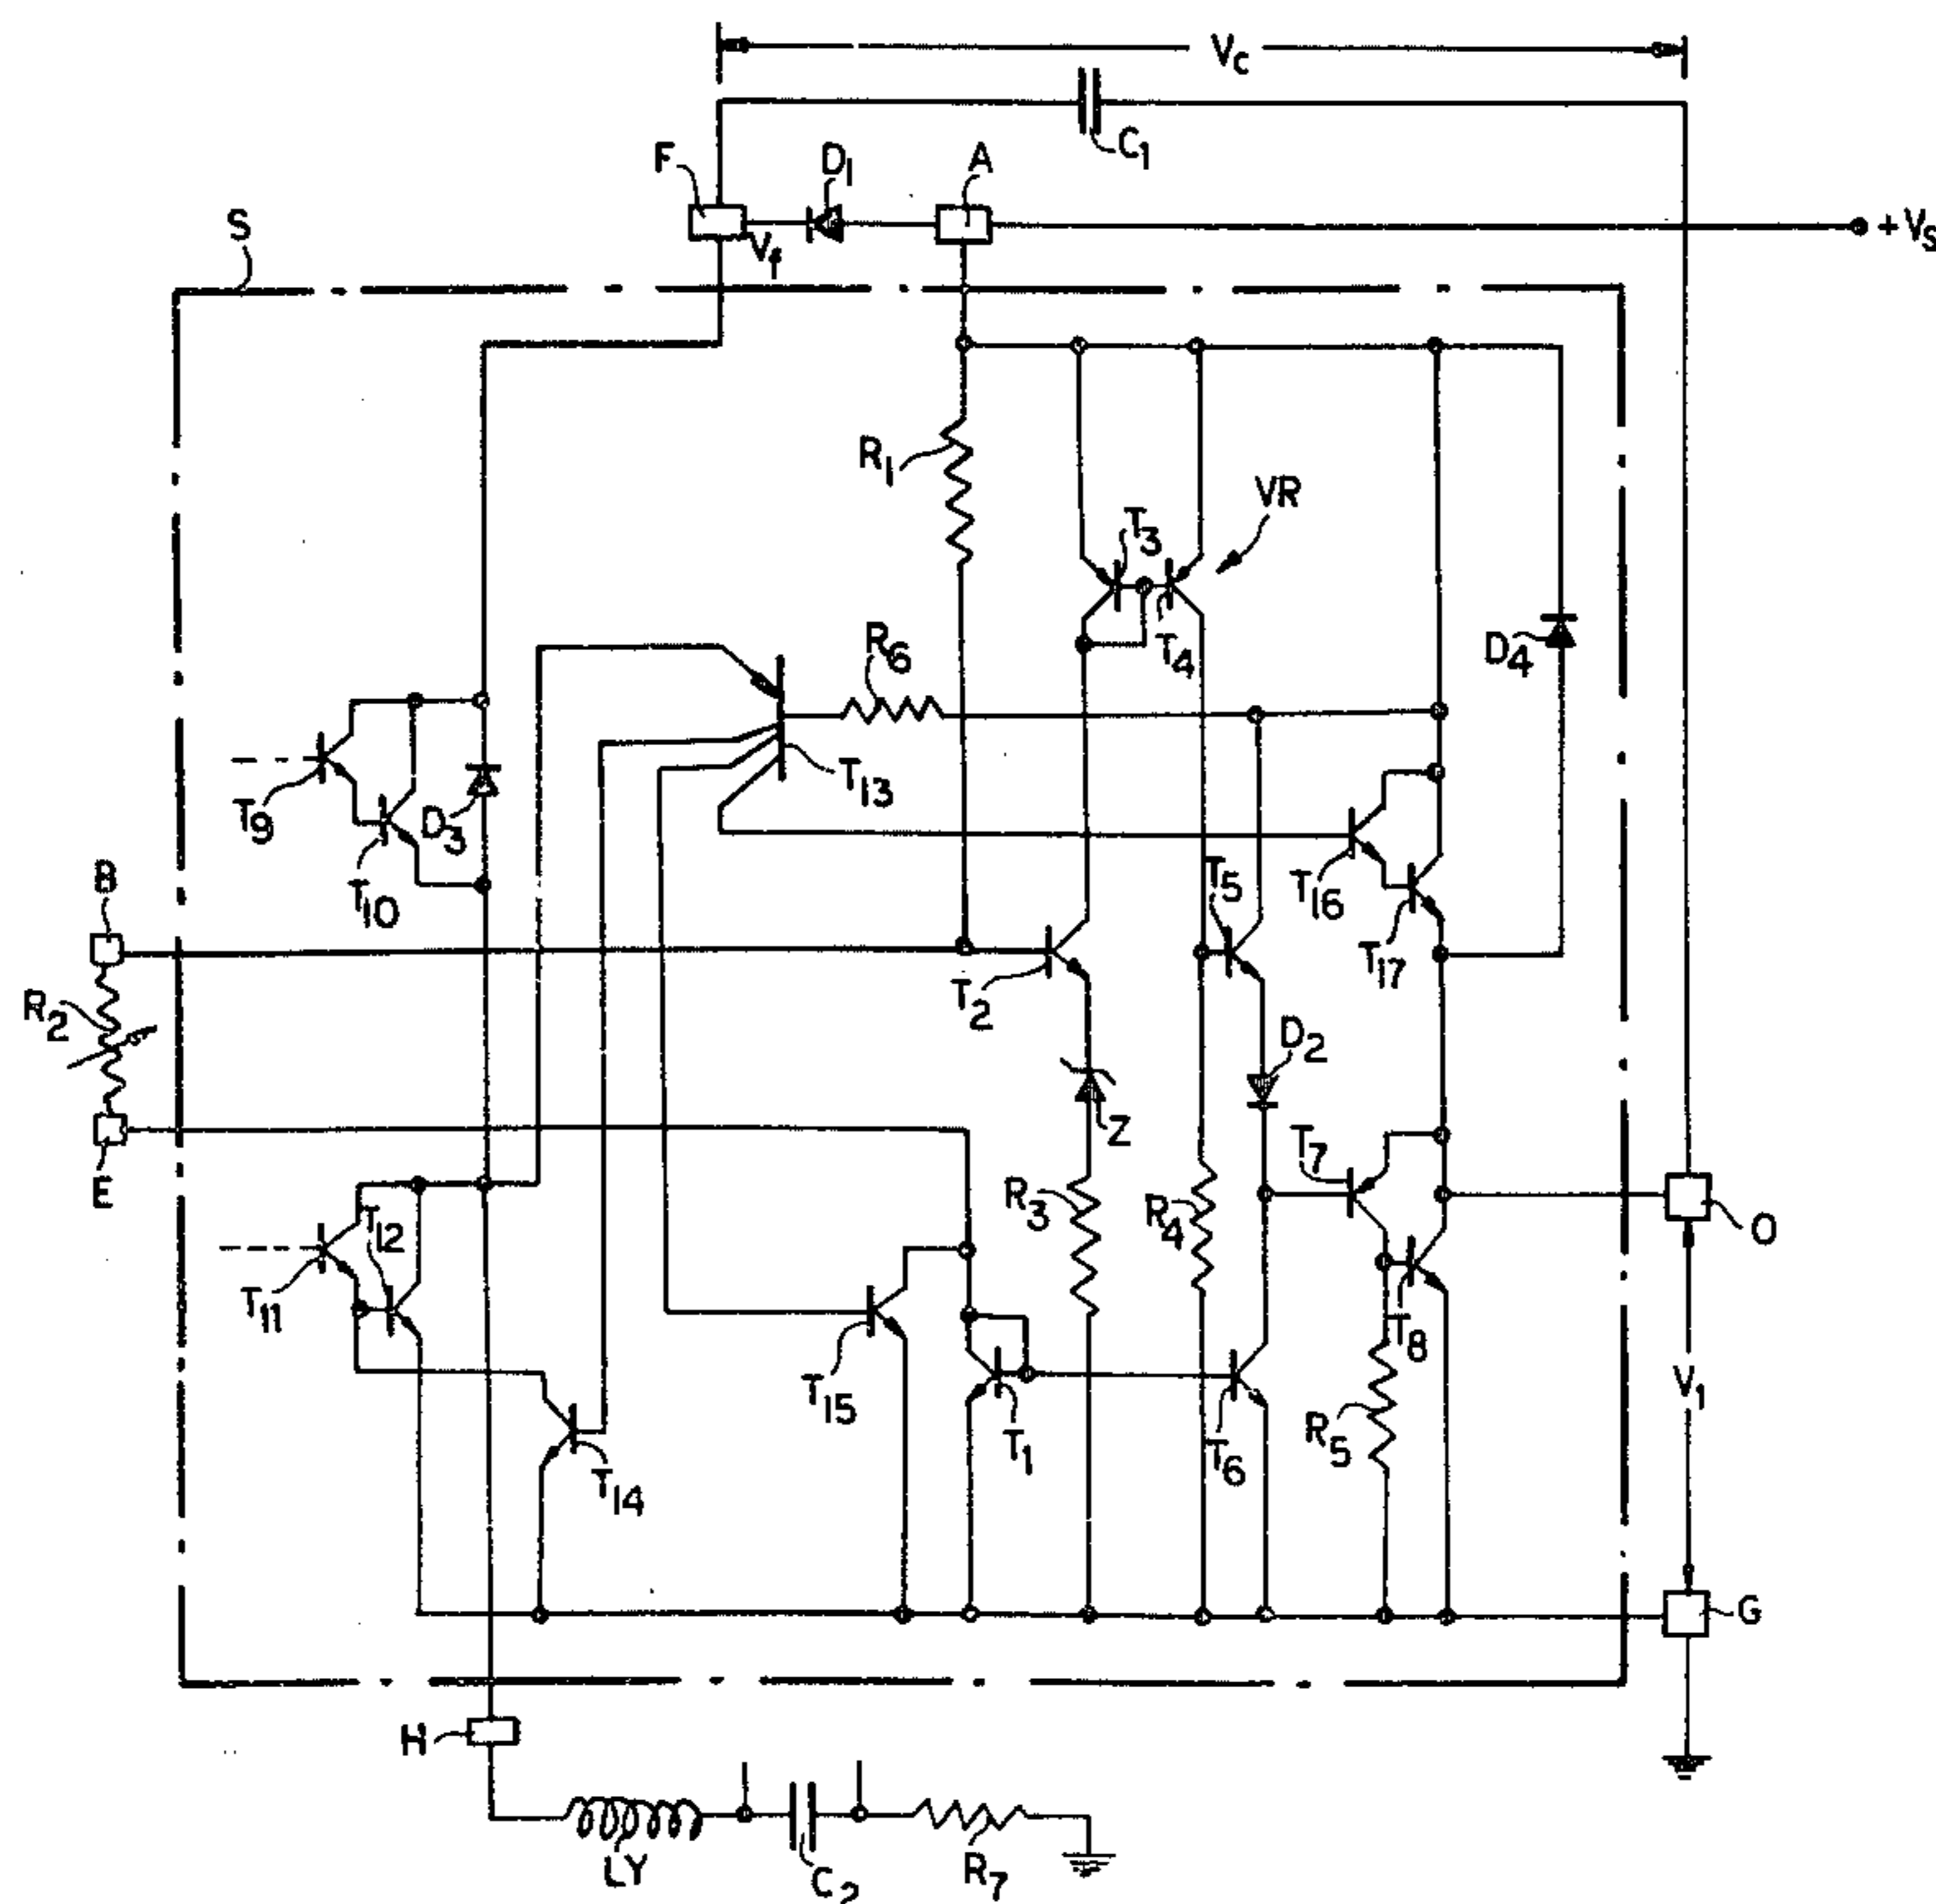 Vc
C1
F
D1
A
S
Vf
+Vs
R1
VR
T3
T4
R6
D4
T13
T9
D3
T10
T5
T16
T17
B
R2
T2
D2
Z
T7
E
R3
R4
O
T12
T11
T8
T15
T1
T6
R5
V1
T14
G
H
LY
C2
R7